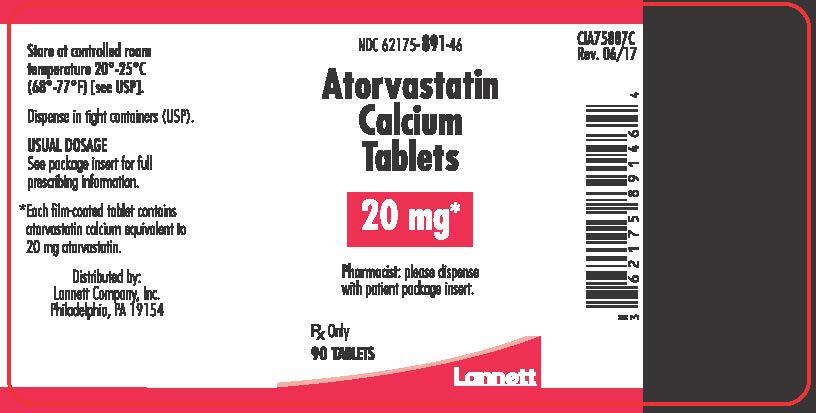 Store at controlled room
temperature 20°-25°C
(68°-77°F) [see USP].
Dispense in tight containers (USP).
USUAL DOSAGE
See package insert for full
prescribing information.
*Each film-coated tablet contains
atorvastatin calcium equivalent to
20 mg atorvastatin.
Distributed by:
Lannett Company, Inc.
Philadelphia, PA 19154
NDC 62175-891-46
Atorvastatin
Calcium
Tablets
20 mg*
Pharmacist: please dispense
with patient package insert.
Rx Only
90 TABLETS
Lannett
CIA75887C
Rev. 06/17
N 3 62175 89146 4